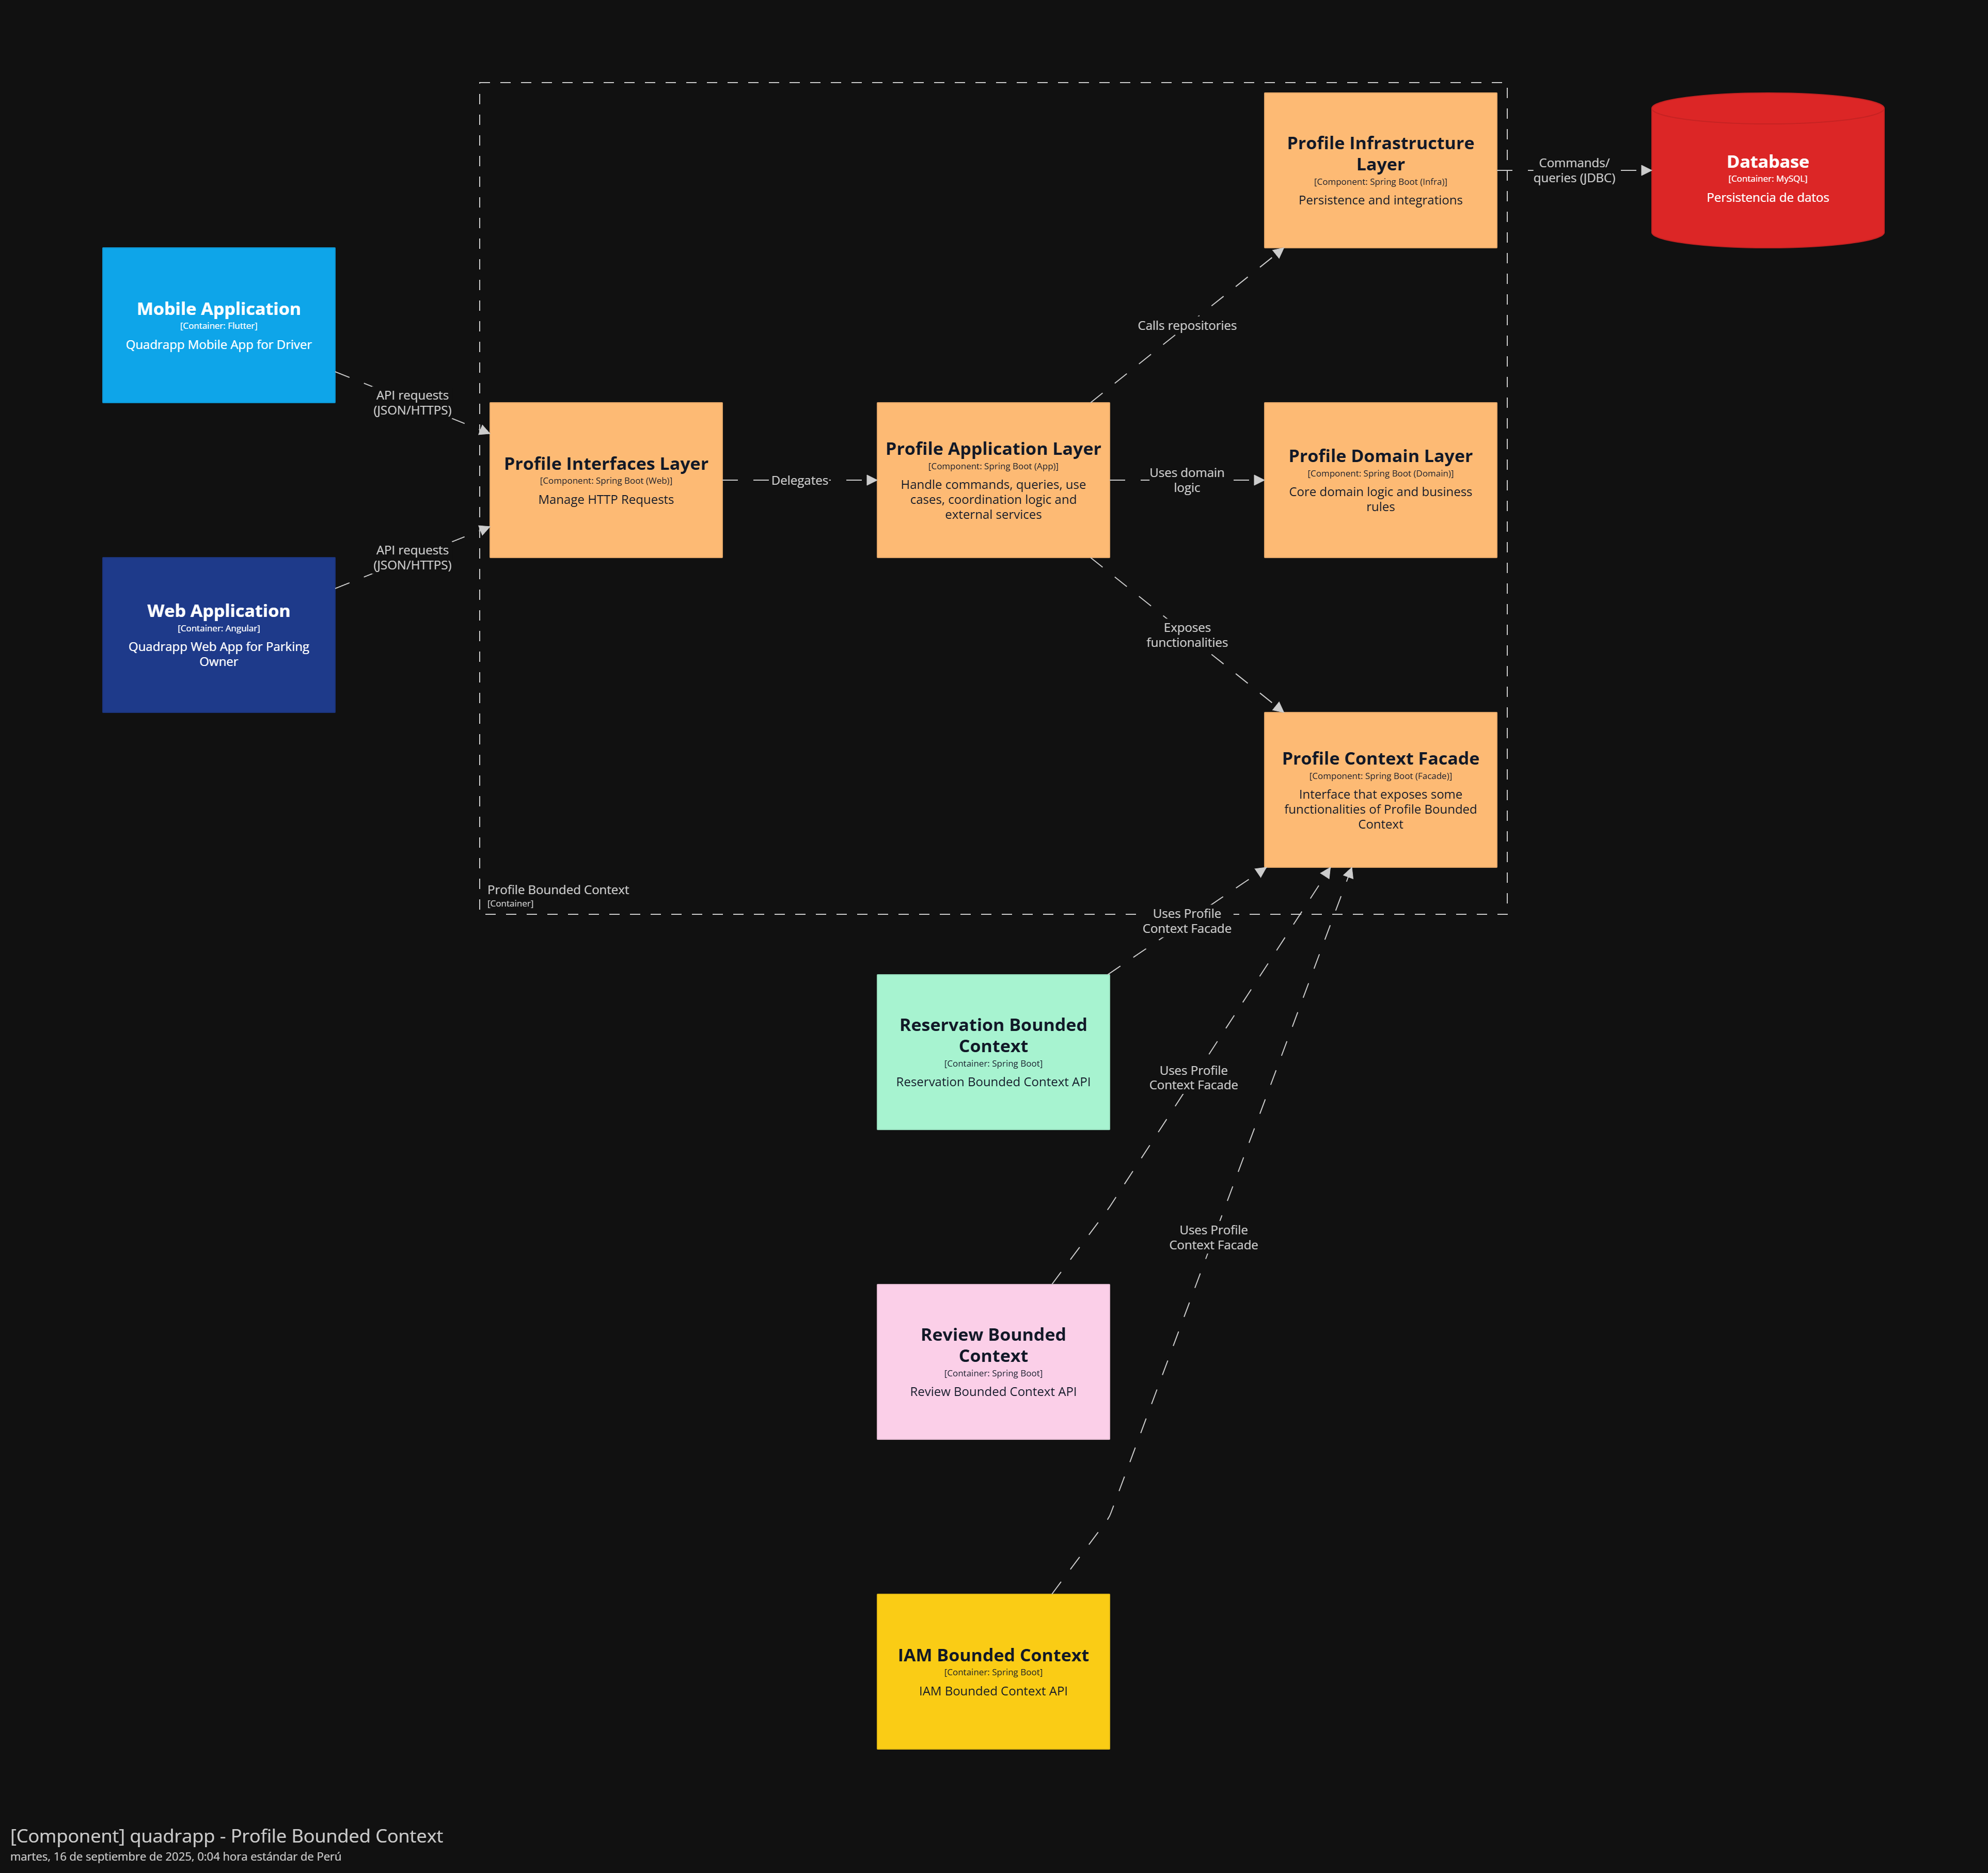 Profile Infrastructure
Layer
[Component: Spring Boot (Infra)]
Persistence and integrations
Commands/
queries (JDBC)
Database
[Container: MySQL]
Persistencia de datos
Mobile Application
[Container: Flutter]
Quadrapp Mobile App for Driver
Calls repositories
API requests
(JSON/HTTPS)
Profile Interfaces Layer
[Component: Spring Boot (Web)]
Manage HTTP Requests
Delegates
Profile Application Layer
[Component: Spring Boot (App)]
Handle commands, queries, use
cases, coordination logic and
external services
Uses domain
logic
Profile Domain Layer
[Component: Spring Boot (Domain)]
Core domain logic and business
rules
API requests
(JSON/HTTPS)
Web Application
[Container: Angular]
Quadrapp Web App for Parking
Owner
Exposes
functionalities
Profile Context Facade
[Component: Spring Boot (Facade)]
Interface that exposes some
functionalities of Profile Bounded
Context
Profile Bounded Context
[Container]
Uses Profile
Context Facade
Reservation Bounded
Context
[Container: Spring Boot]
Reservation Bounded Context API
Uses Profile
Context Facade
Uses Profile
Context Facade
Review Bounded
Context
[Container: Spring Boot]
Review Bounded Context API
IAM Bounded Context
[Container: Spring Boot]
IAM Bounded Context API
[Component] quadrapp - Profile Bounded Context
martes, 16 de septiembre de 2025, 0:04 hora estándar de Perú